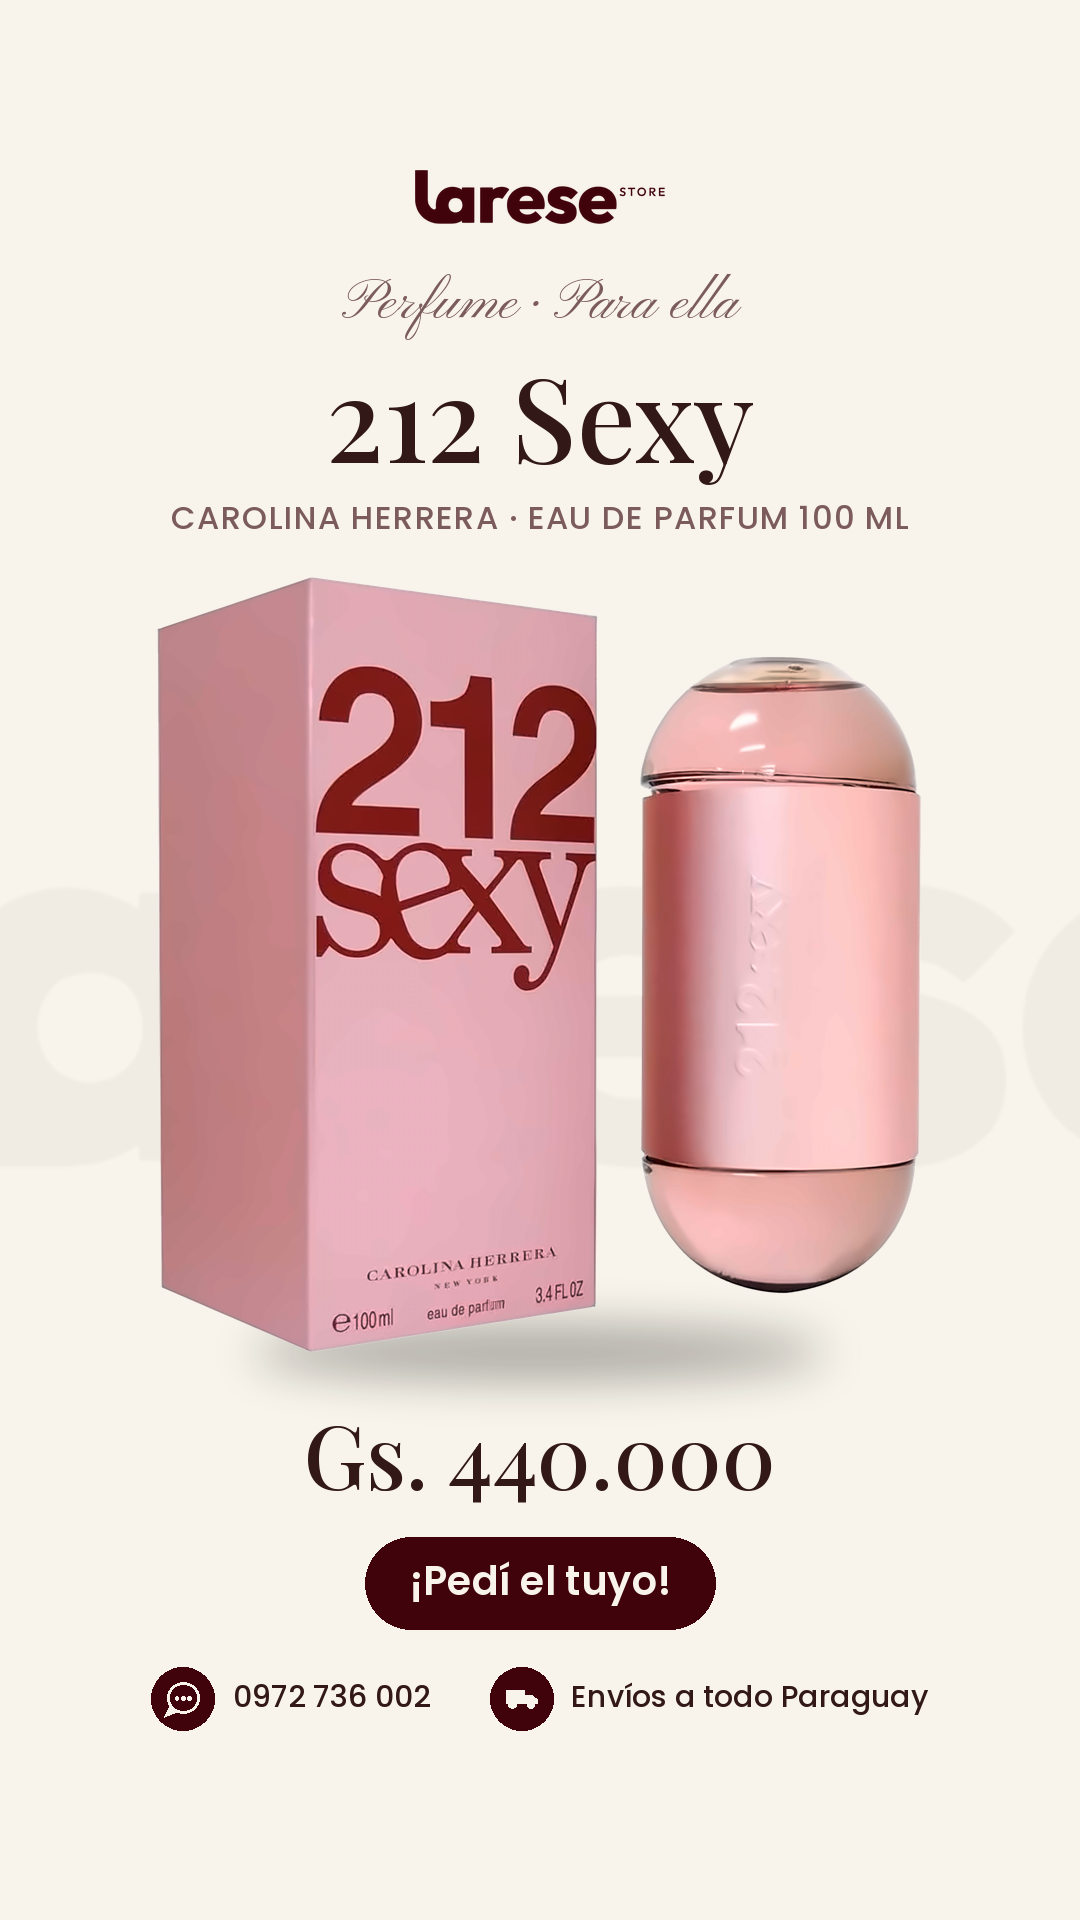 larese STORE
Perfume · Para ella
212 Sexy
CAROLINA HERRERA · EAU DE PARFUM 100 ML
212
sexy
CAROLINA HERRERA
NEW YORK
e100ml eau de parfum 3.4 FL OZ
212 sexy
Gs. 440.000
¡Pedí el tuyo!
0972 736 002 Envíos a todo Paraguay